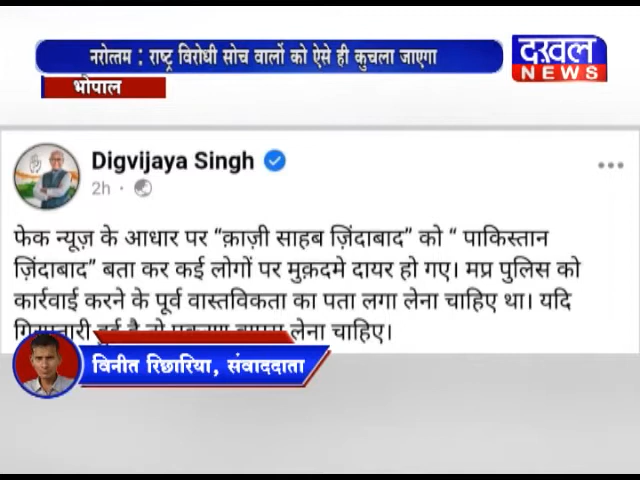 नरोत्तम : राष्ट्र विरोधी सोच वालों को ऐसे ही कुचला जाएगा
दखल
NEWS
भोपाल
Digvijaya Singh
2h
फेक न्यूज़ के आधार पर “क़ाज़ी साहब ज़िंदाबाद” को “ पाकिस्तान
ज़िंदाबाद” बता कर कई लोगों पर मुक़दमे दायर हो गए। मप्र पुलिस को
कार्रवाई करने के पूर्व वास्तविकता का पता लगा लेना चाहिए था। यदि
लेना चाहिए।
विनीत रिछारिया, संवाददाता